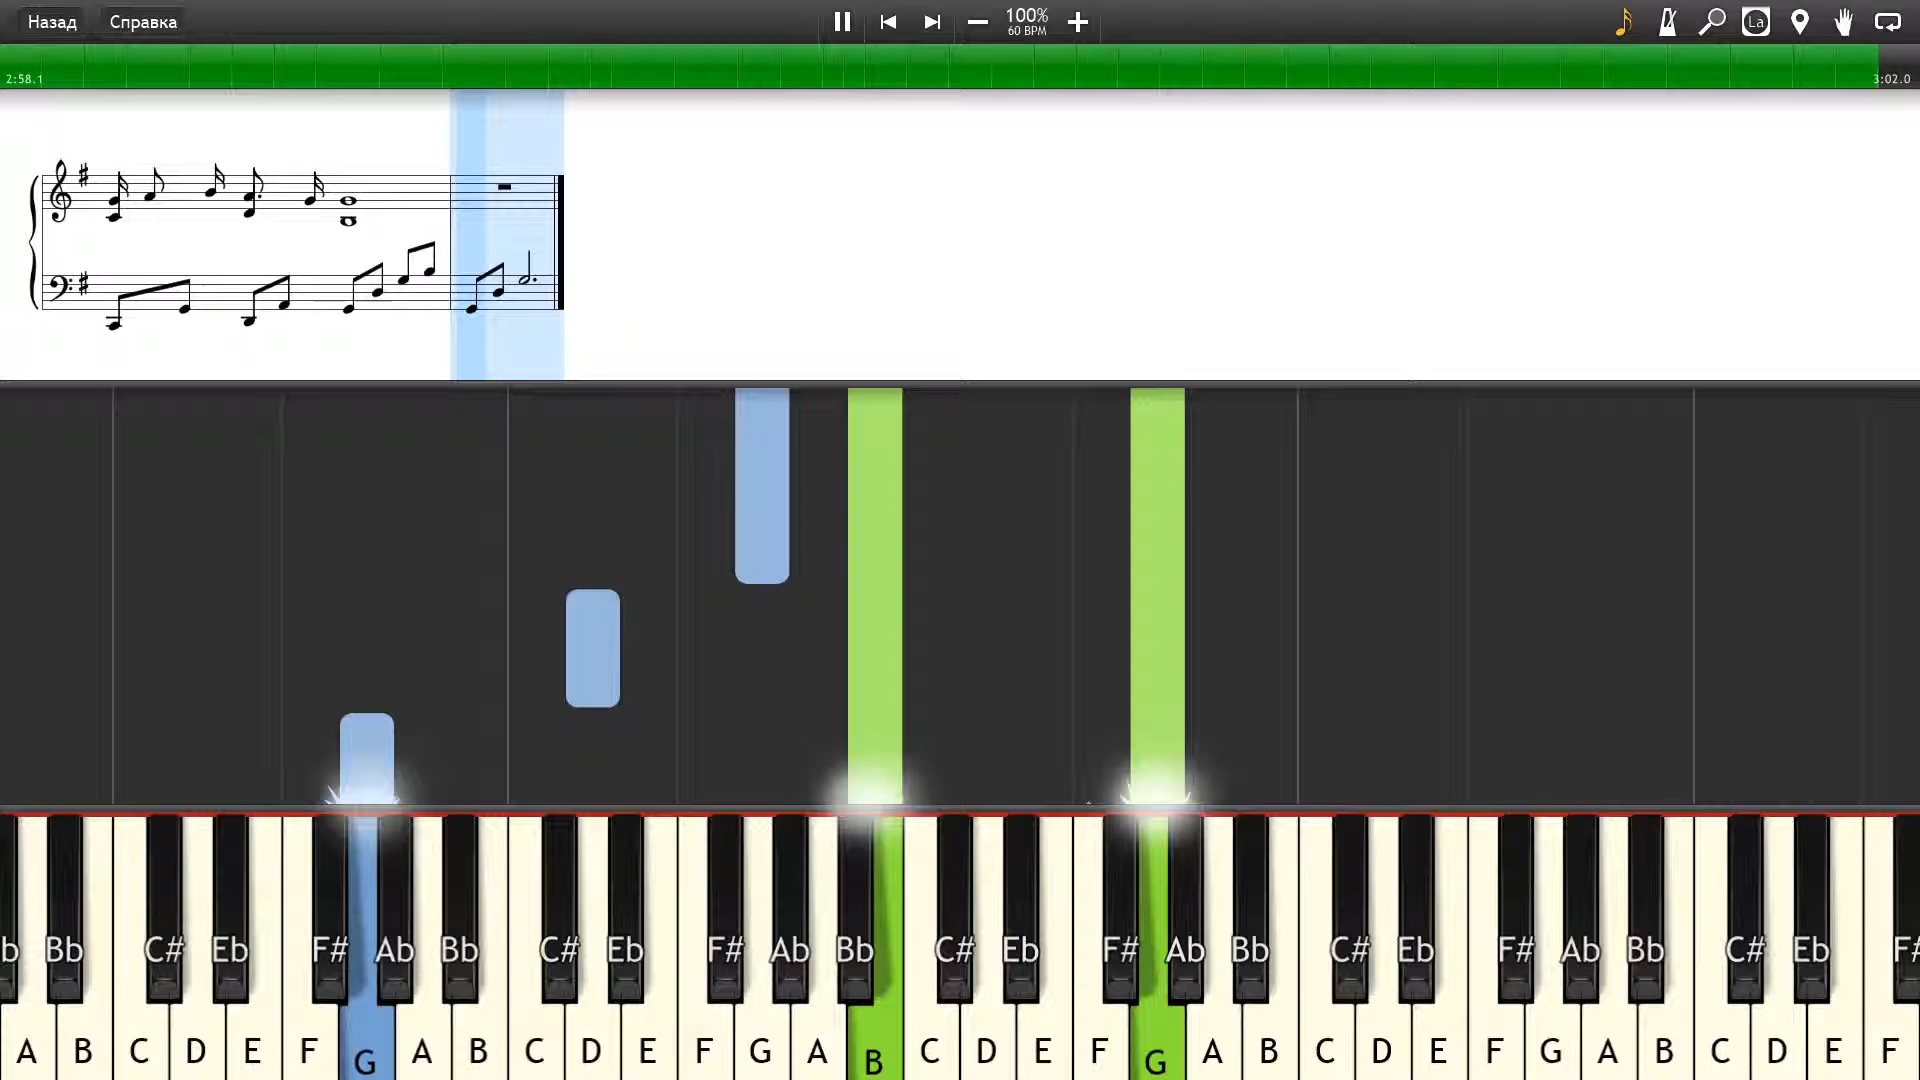 Назад Справка 100% La
60 BPM
2:58.1 3:02.0
b Bb C# Eb F# Ab Bb C# Eb F# Ab Bb C# Eb F# Ab Bb C# Eb F# Ab Bb C# Eb F#
A B C D E F G A B C D E F G A B C D E F G A B C D E F G A B C D E F